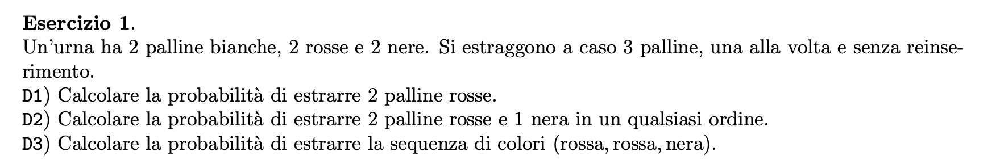 Esercizio 1.
Un'urna ha 2 palline bianche, 2 rosse e 2 nere. Si estraggono a caso 3 palline, una alla volta e senza reinse-
rimento.
D1) Calcolare la probabilità di estrarre 2 palline rosse.
D2) Calcolare la probabilità di estrarre 2 palline rosse e 1 nera in un qualsiasi ordine.
D3) Calcolare la probabilità di estrarre la sequenza di colori (rossa, rossa, nera).